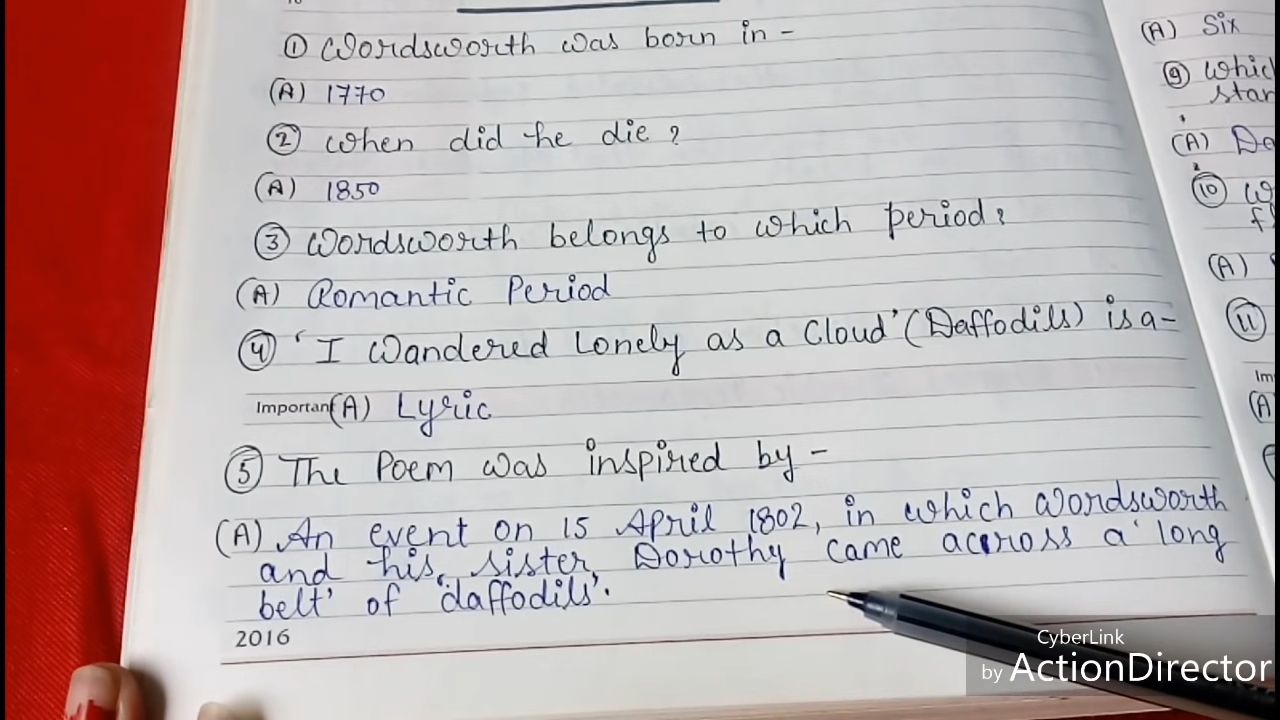 ① Wordsworth was born in -
(A) 1770
② When did he die ?
(A) 1850
③ Wordsworth belongs to which period ?
(A) Romantic Period
④ 'I Wandered Lonely as a Cloud' (Daffodils) is a-
Important (A) Lyric
⑤ The Poem was inspired by -
(A) An event on 15 April 1802, in which Wordsworth
and his sister Dorothy came across a 'long
belt' of 'daffodils'.
2016
(A) Six
⑨
(A)
⑩
(A)
⑪
(A)
CyberLink
by ActionDirector